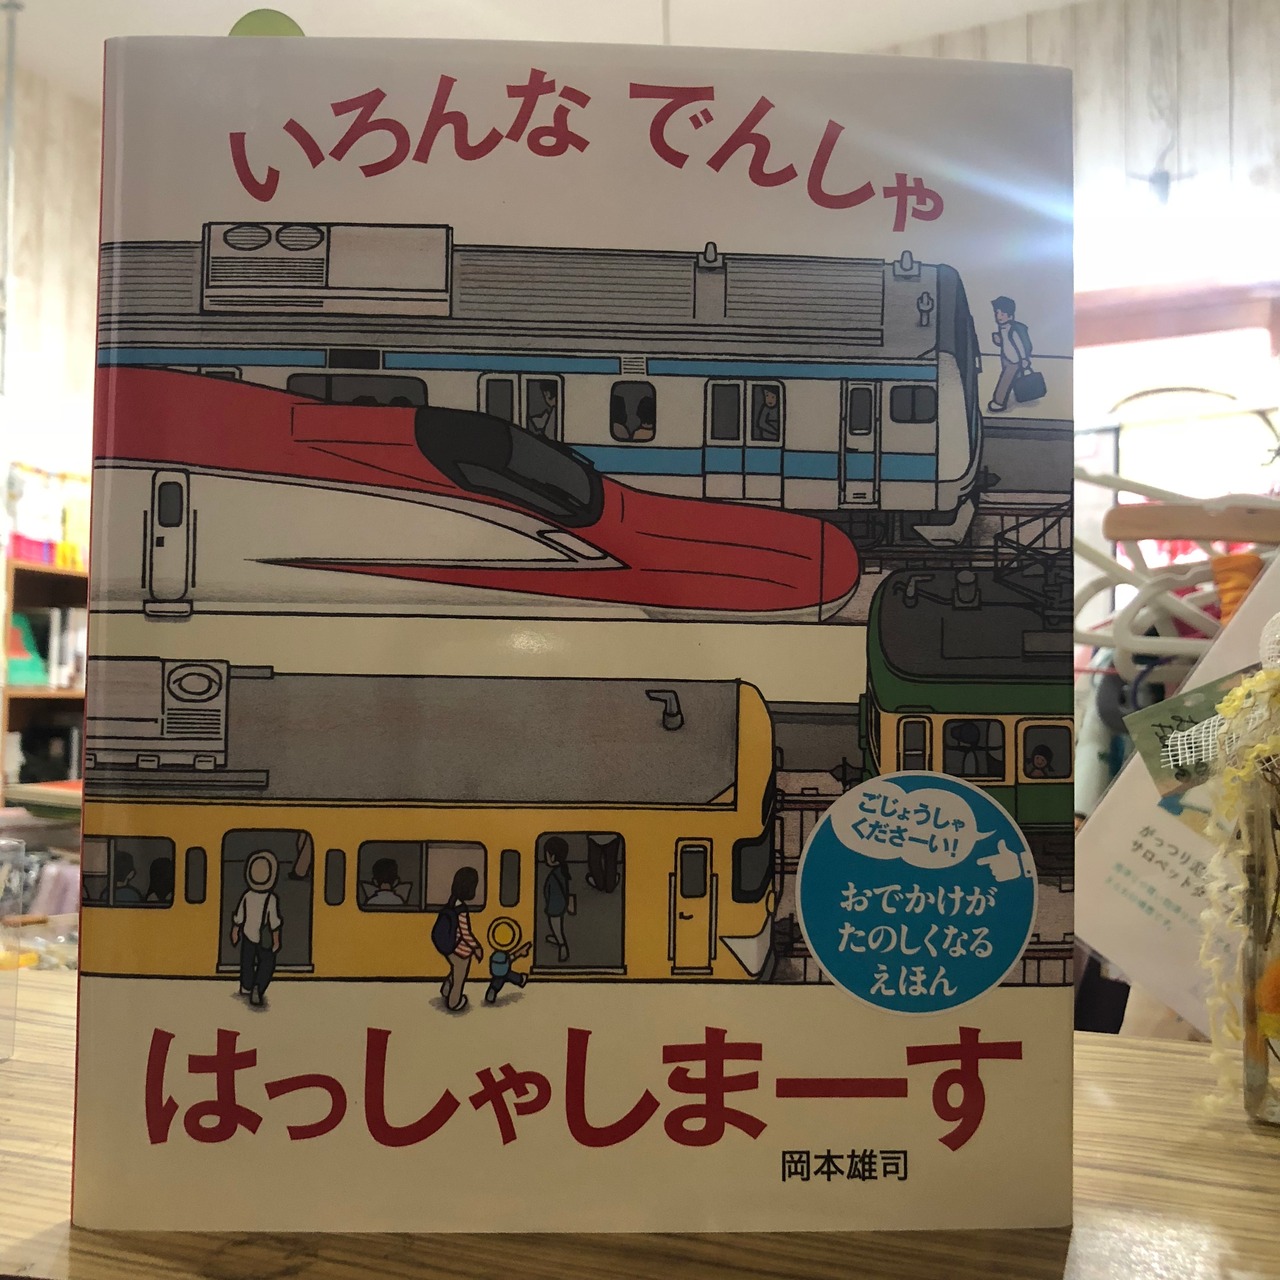 いろんな でんしゃ
ごじょうしゃ
くださーい!
おでかけが
たのしくなる
えほん
はっしゃしまーす
岡本雄司